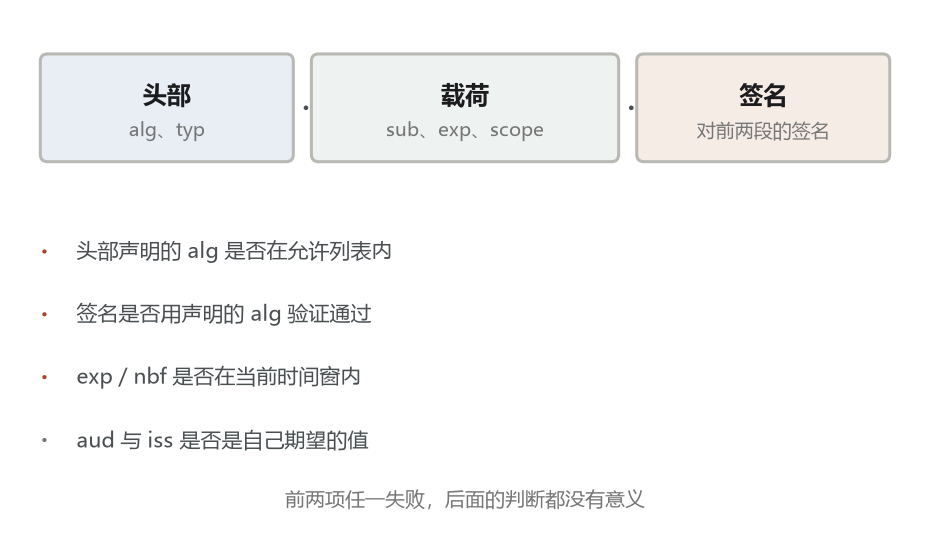 头部
alg、typ
·
载荷
sub、exp、scope
·
签名
对前两段的签名
· 头部声明的 alg 是否在允许列表内
· 签名是否用声明的 alg 验证通过
· exp / nbf 是否在当前时间窗内
· aud 与 iss 是否是自己期望的值
前两项任一失败，后面的判断都没有意义